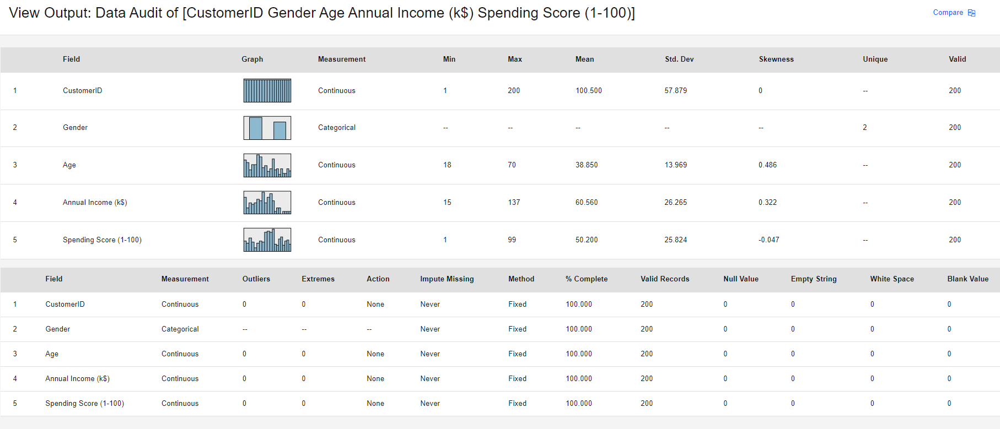 View Output: Data Audit of [CustomerID Gender Age Annual Income (k$) Spending Score (1-100)]
Compare
Field Graph Measurement Min Max Mean Std. Dev Skewness Unique Valid
1 CustomerID Continuous 1 200 100.500 57.879 0 -- 200
2 Gender Categorical -- -- -- -- -- 2 200
3 Age Continuous 18 70 38.850 13.969 0.486 -- 200
4 Annual Income (k$) Continuous 15 137 60.560 26.265 0.322 -- 200
5 Spending Score (1-100) Continuous 1 99 50.200 25.824 -0.047 -- 200
Field Measurement Outliers Extremes Action Impute Missing Method % Complete Valid Records Null Value Empty String White Space Blank Value
1 CustomerID Continuous 0 0 None Never Fixed 100.000 200 0 0 0 0
2 Gender Categorical -- -- -- Never Fixed 100.000 200 0 0 0 0
3 Age Continuous 0 0 None Never Fixed 100.000 200 0 0 0 0
4 Annual Income (k$) Continuous 0 0 None Never Fixed 100.000 200 0 0 0 0
5 Spending Score (1-100) Continuous 0 0 None Never Fixed 100.000 200 0 0 0 0